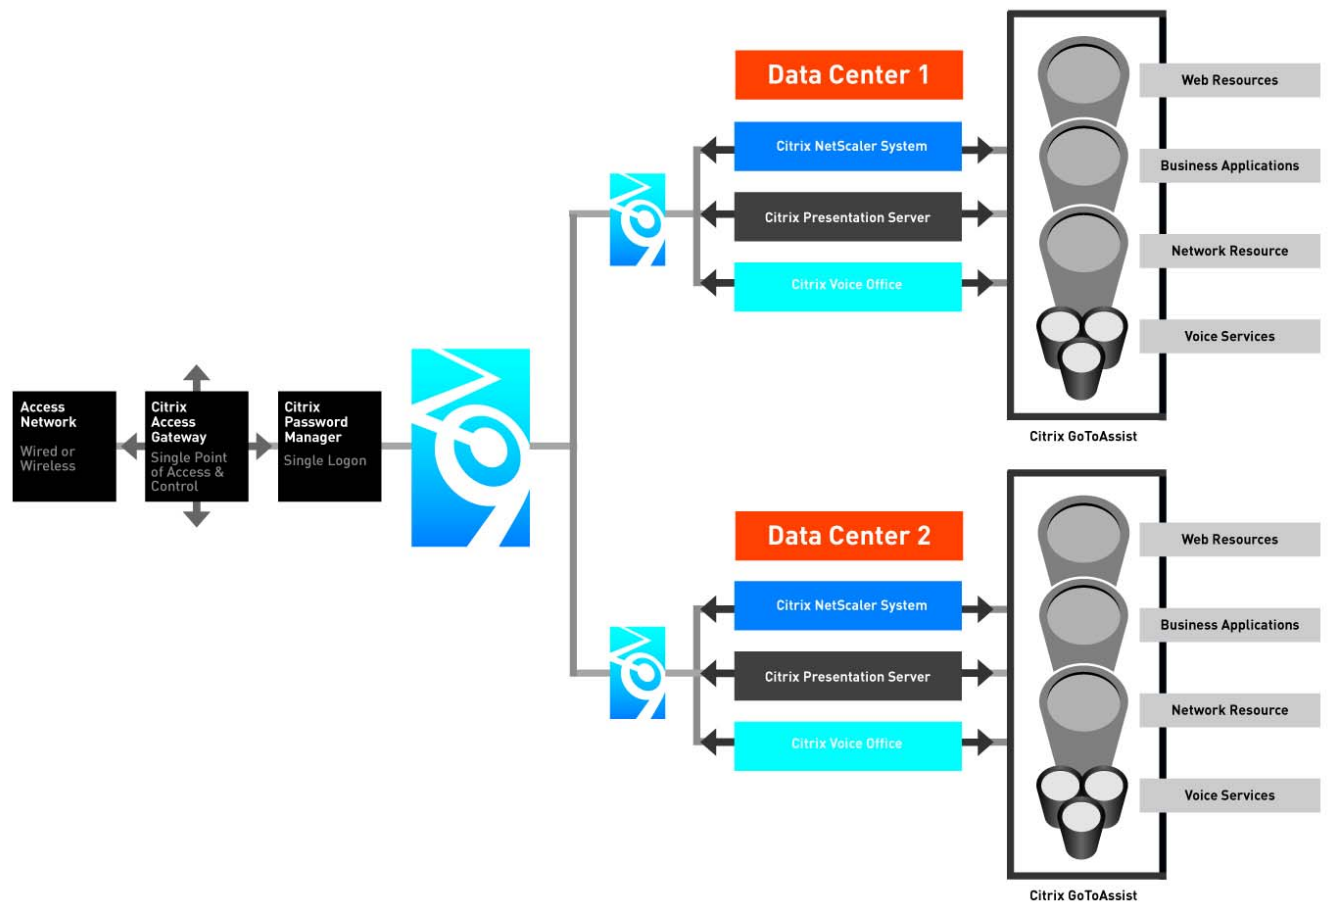 Access
Network
Wired or
Wireless
Citrix
Access
Gateway
Single Point
of Access &
Control
Citrix
Password
Manager
Single Logon
Data Center 1
Citrix NetScaler System
Citrix Presentation Server
Citrix Voice Office
Web Resources
Business Applications
Network Resource
Voice Services
Citrix GoToAssist
Data Center 2
Citrix NetScaler System
Citrix Presentation Server
Citrix Voice Office
Web Resources
Business Applications
Network Resource
Voice Services
Citrix GoToAssist